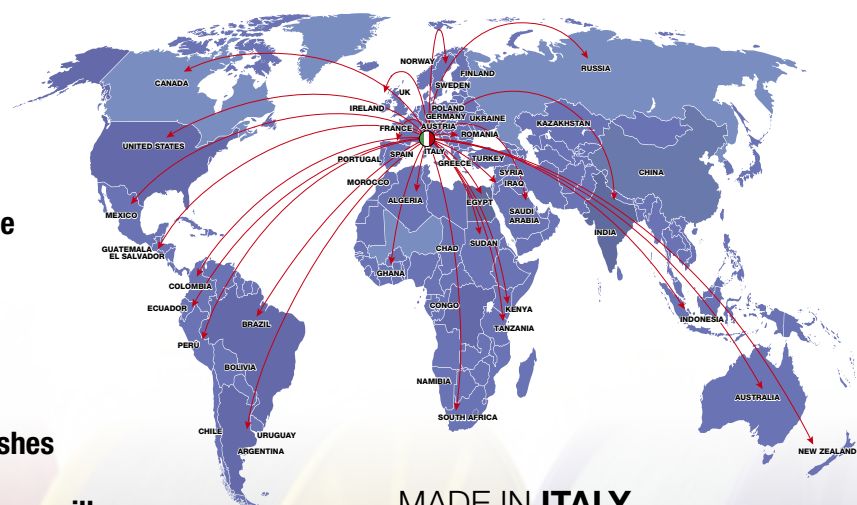 NORWAY
FINLAND
RUSSIA
CANADA
SWEDEN
UK
IRELAND
POLAND
GERMANY
UKRAINE
KAZAKHSTAN
FRANCE
AUSTRIA
ROMANIA
UNITED STATES
SPAIN
ITALY
PORTUGAL
GREECE
TURKEY
SYRIA
CHINA
MOROCCO
IRAQ
ALGERIA
EGYPT
MEXICO
SAUDI
ARABIA
e
INDIA
GUATEMALA
EL SALVADOR
CHAD
SUDAN
GHANA
COLOMBIA
ECUADOR
CONGO
KENYA
INDONESIA
BRAZIL
TANZANIA
PERÙ
BOLIVIA
NAMIBIA
AUSTRALIA
SOUTH AFRICA
CHILE
URUGUAY
shes
ARGENTINA
NEW ZEALAND
MADE IN ITALY